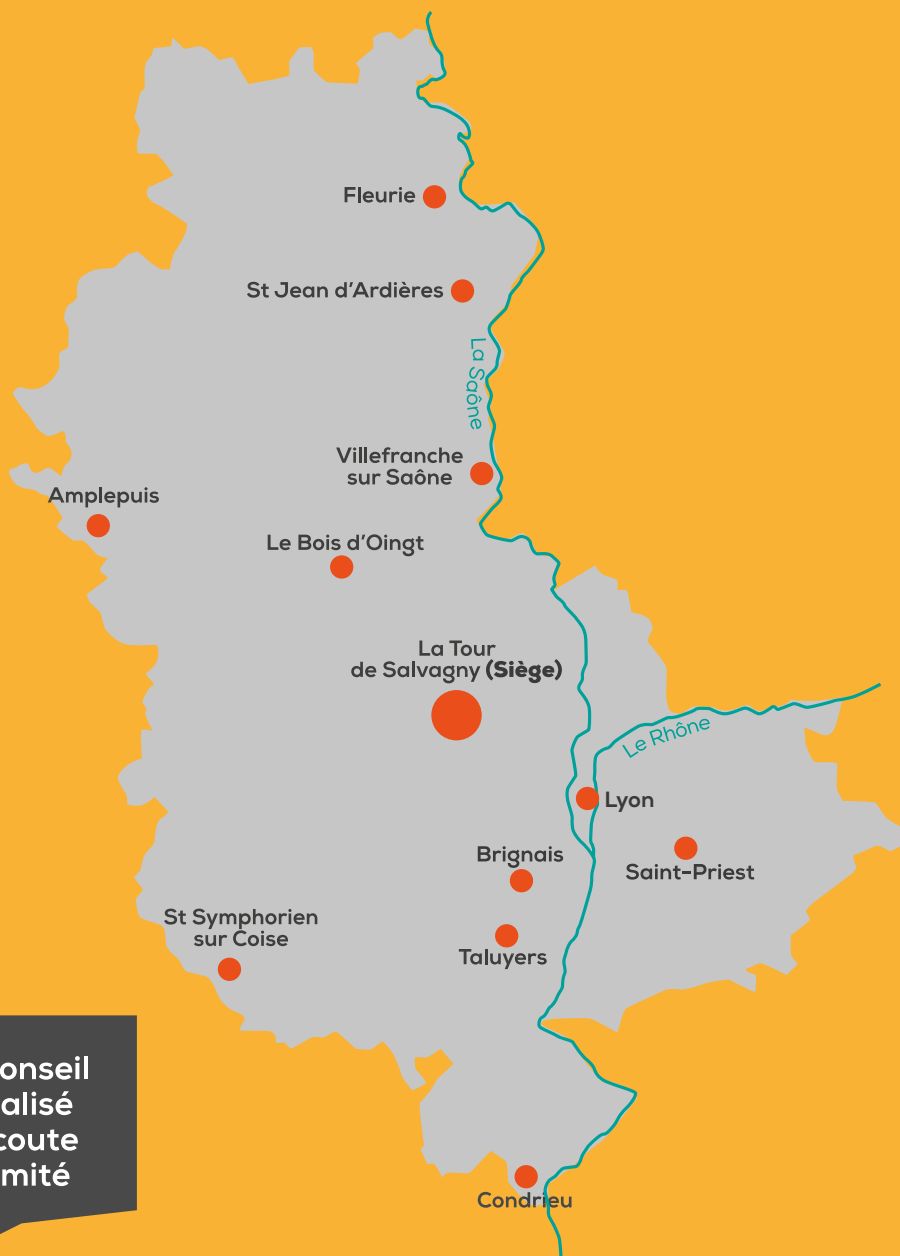 Fleurie
St Jean d'Ardières
La Saône
Villefranche
sur Saône
Amplepuis
Le Bois d'Oingt
La Tour
de Salvagny (Siège)
Le Rhône
Lyon
Brignais
Saint-Priest
St Symphorien
sur Coise
Taluyers
onseil
alisé
coute
mité
Condrieu